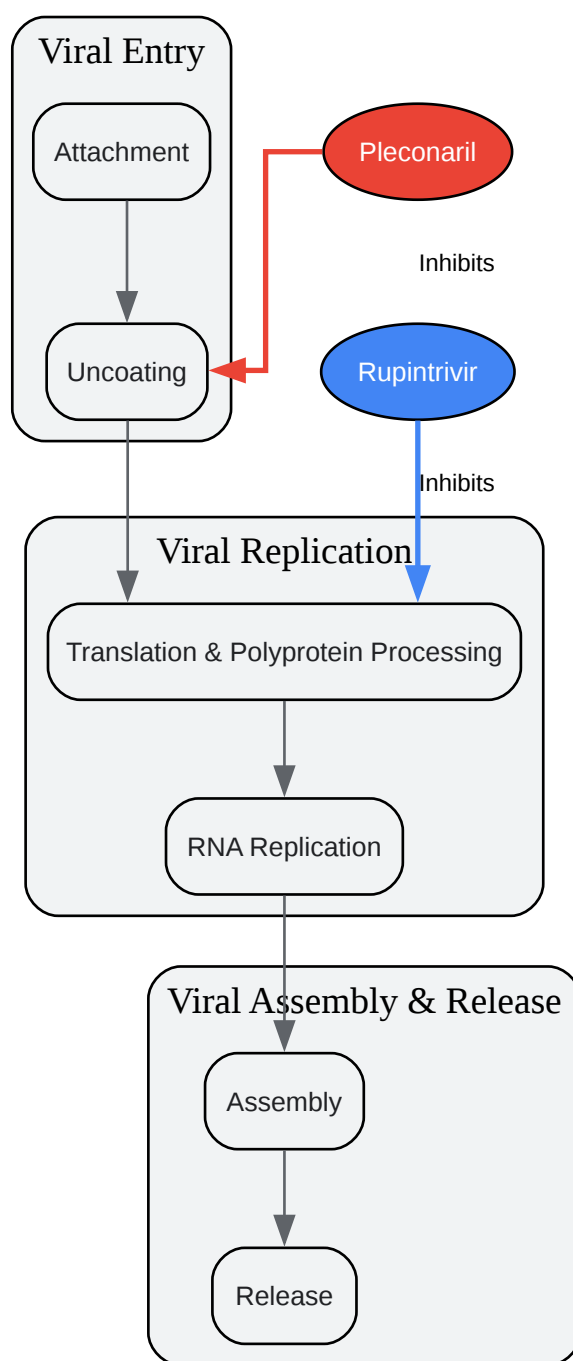 Viral Entry
Attachment
Pleconaril
Inhibits
Uncoating
Rupintrivir
Inhibits
Viral Replication
Translation & Polyprotein Processing
RNA Replication
Viral Assembly & Release
Assembly
Release